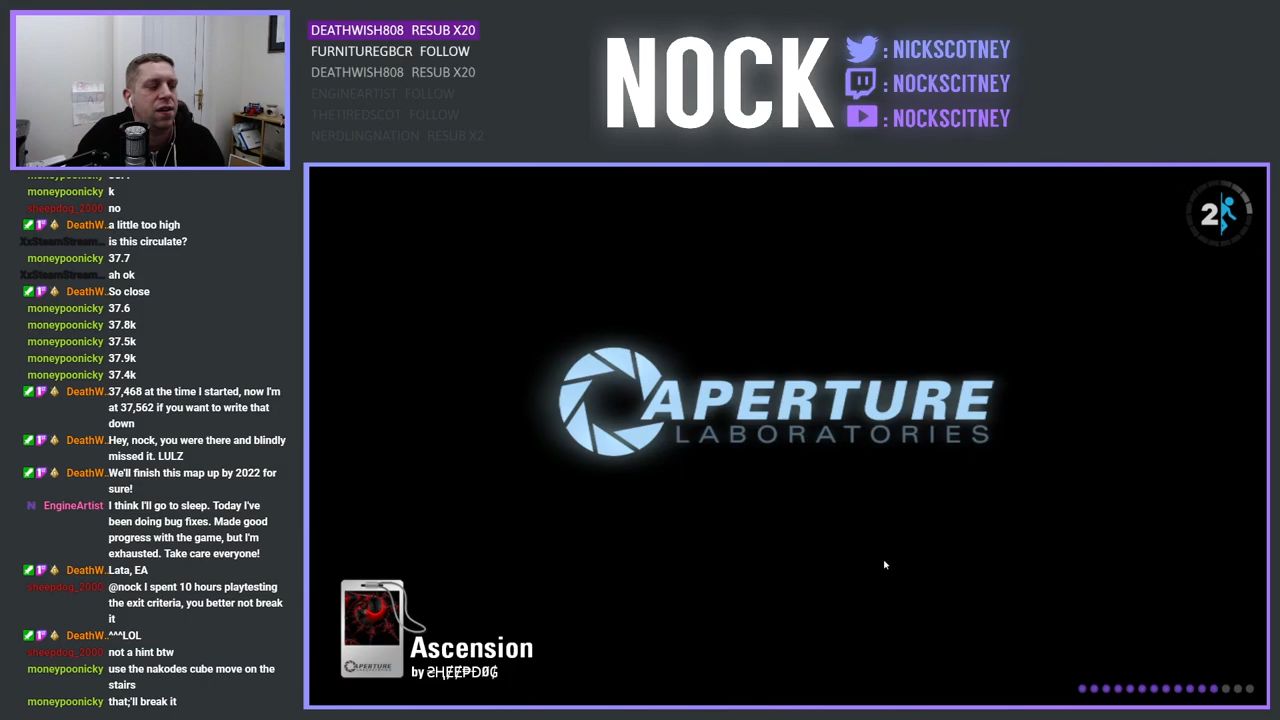 DEATHWISH808 RESUB X20
FURNITUREGBCR FOLLOW
DEATHWISH808 RESUB X20
ENGINEARTIST FOLLOW
THETIREDSCOT FOLLOW
NERDLINGNATION RESUB X2
NOCK
: NICKSCOTNEY
: NOCKSCITNEY
: NOCKSCITNEY
moneypoonicky k
sheepdog_2000 no
DeathW.. a little too high
XxSteamStream... is this circulate?
moneypoonicky 37.7
XxSteamStream... ah ok
DeathW.. So close
moneypoonicky 37.6
moneypoonicky 37.8k
moneypoonicky 37.5k
moneypoonicky 37.9k
moneypoonicky 37.4k
DeathW.. 37,468 at the time I started, now I'm
at 37,562 if you want to write that
down
DeathW.. Hey, nock, you were there and blindly
missed it. LULZ
DeathW.. We'll finish this map up by 2022 for
sure!
EngineArtist I think I'll go to sleep. Today I've
been doing bug fixes. Made good
progress with the game, but I'm
exhausted. Take care everyone!
DeathW.. Lata, EA
sheepdog_2000 @nock I spent 10 hours playtesting
the exit criteria, you better not break
it
DeathW.. ^^^LOL
sheepdog_2000 not a hint btw
moneypoonicky use the nakodes cube move on the
stairs
moneypoonicky that;'ll break it
2
APERTURE
LABORATORIES
APERTURE
Ascension
by